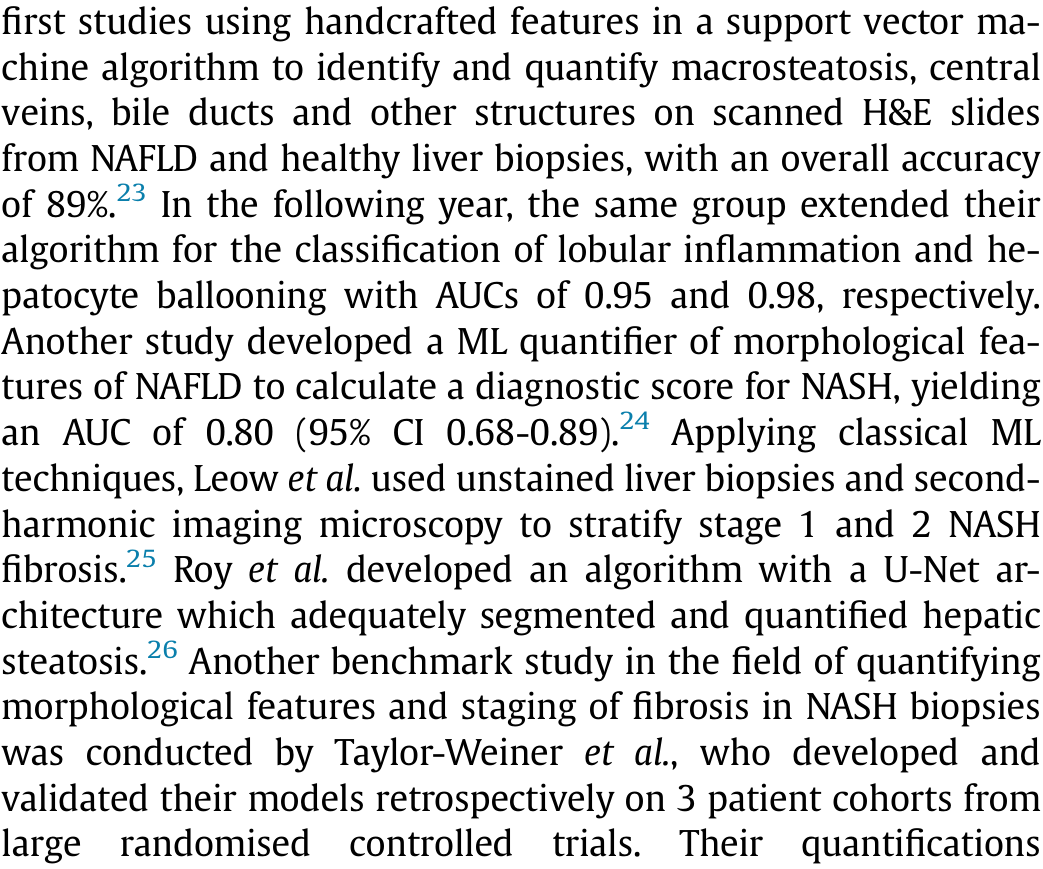 first studies using handcrafted features in a support vector ma-
chine algorithm to identify and quantify macrosteatosis, central
veins, bile ducts and other structures on scanned H&E slides
from NAFLD and healthy liver biopsies, with an overall accuracy
of 89%.23 In the following year, the same group extended their
algorithm for the classification of lobular inflammation and he-
patocyte ballooning with AUCs of 0.95 and 0.98, respectively.
Another study developed a ML quantifier of morphological fea-
tures of NAFLD to calculate a diagnostic score for NASH, yielding
an AUC of 0.80 (95% CI 0.68-0.89).24 Applying classical ML
techniques, Leow et al. used unstained liver biopsies and second-
harmonic imaging microscopy to stratify stage 1 and 2 NASH
fibrosis.25 Roy et al. developed an algorithm with a U-Net ar-
chitecture which adequately segmented and quantified hepatic
steatosis.26 Another benchmark study in the field of quantifying
morphological features and staging of fibrosis in NASH biopsies
was conducted by Taylor-Weiner et al., who developed and
validated their models retrospectively on 3 patient cohorts from
large randomised controlled trials. Their quantifications